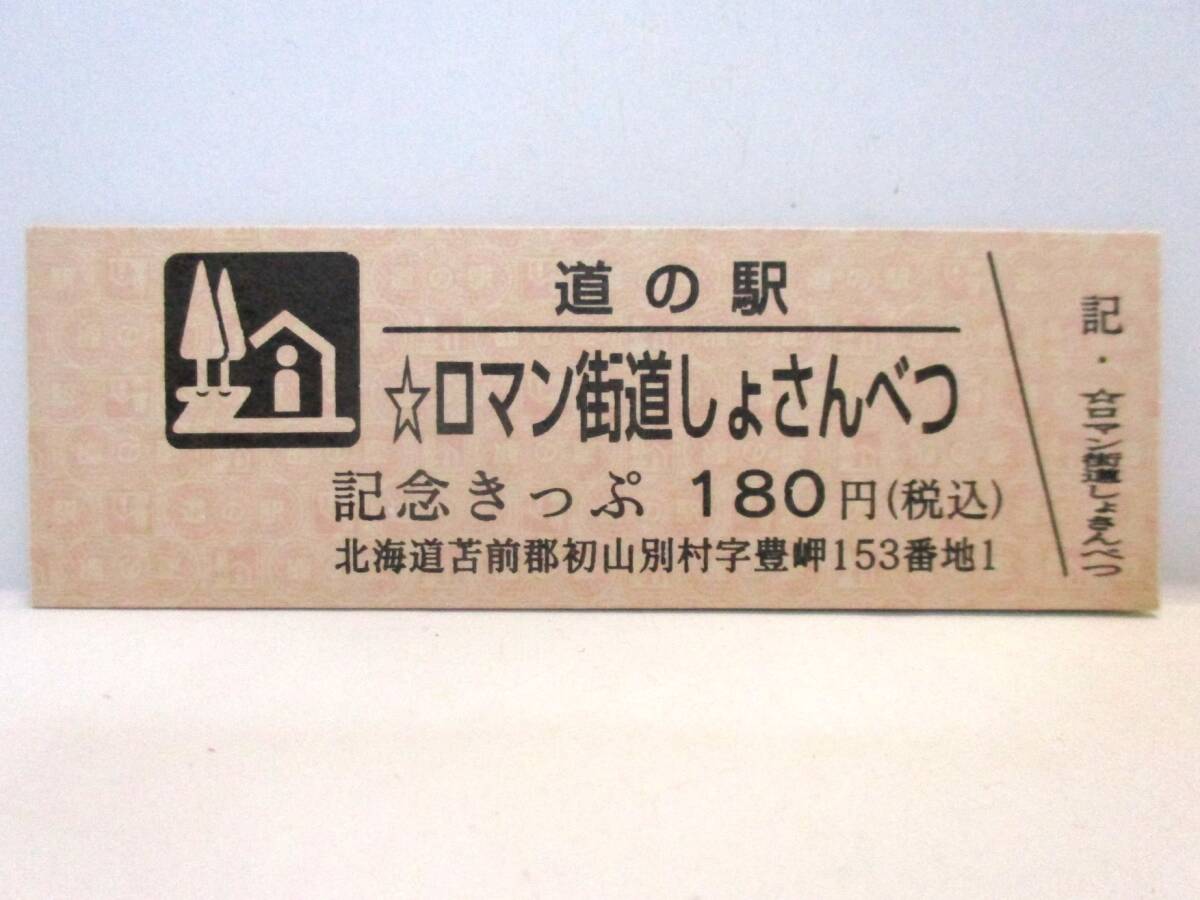 道の駅
☆ロマン街道しょさんべつ
記念きっぷ 180円(税込)
北海道苫前郡初山別村字豊岬153番地1
記・☆ロマン街道しょさんべつ